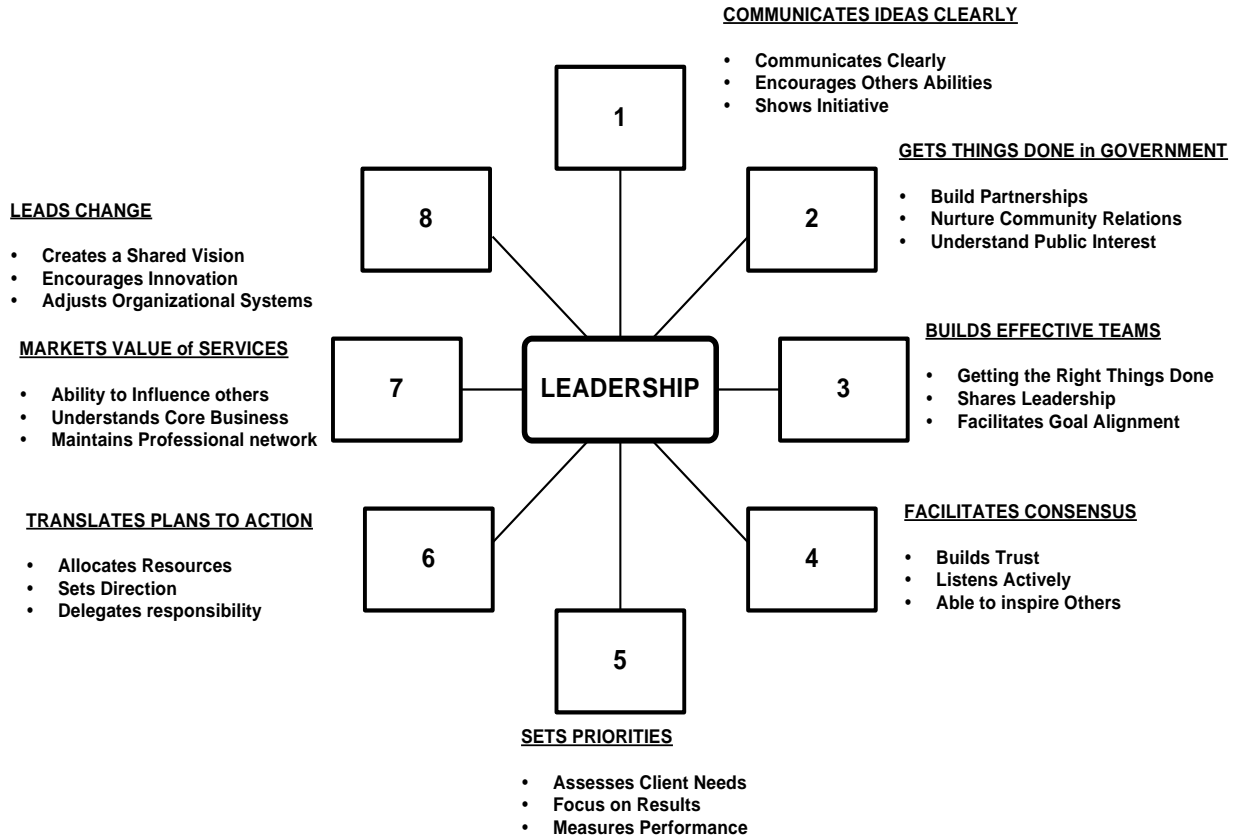 COMMUNICATES IDEAS CLEARLY
• Communicates Clearly
• Encourages Others Abilities
• Shows Initiative
1
GETS THINGS DONE in GOVERNMENT
• Build Partnerships
• Nurture Community Relations
• Understand Public Interest
2
BUILDS EFFECTIVE TEAMS
• Getting the Right Things Done
• Shares Leadership
• Facilitates Goal Alignment
3
FACILITATES CONSENSUS
• Builds Trust
• Listens Actively
• Able to inspire Others
4
5
SETS PRIORITIES
• Assesses Client Needs
• Focus on Results
• Measures Performance
TRANSLATES PLANS TO ACTION
• Allocates Resources
• Sets Direction
• Delegates responsibility
6
MARKETS VALUE of SERVICES
• Ability to Influence others
• Understands Core Business
• Maintains Professional network
7
LEADS CHANGE
• Creates a Shared Vision
• Encourages Innovation
• Adjusts Organizational Systems
8
LEADERSHIP